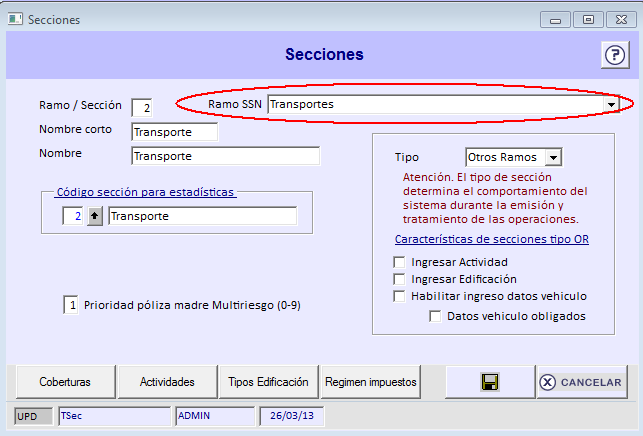 Secciones
Secciones
Ramo / Sección 2
Ramo SSN Transportes
Nombre corto Transporte
Nombre Transporte
Código sección para estadísticas
2 Transporte
Prioridad póliza madre Multiriesgo (0-9) 1
Tipo Otros Ramos
Atención. El tipo de sección
determina el comportamiento del
sistema durante la emisión y
tratamiento de las operaciones.
Características de secciones tipo OR
Ingresar Actividad
Ingresar Edificación
Habilitar ingreso datos vehiculo
Datos vehiculo obligados
Coberturas Actividades Tipos Edificación Regimen impuestos CANCELAR
UPD TSec ADMIN 26/03/13